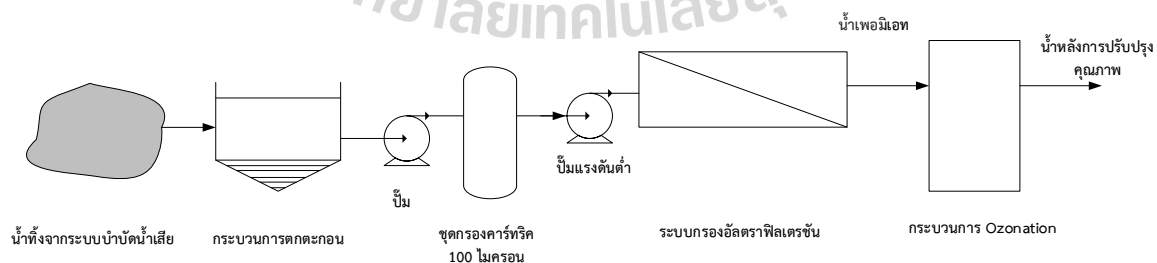 น้ำเพอมิเอท
น้ำหลังการปรับปรุง
คุณภาพ
ปั๊มแรงดันต่ำ
ปั๊ม
น้ำทิ้งจากระบบบำบัดน้ำเสีย
กระบวนการตกตะกอน
ชุดกรองคาร์ทริค
100 ไมครอน
ระบบกรองอัลตราฟิลเตรชัน
กระบวนการ Ozonation